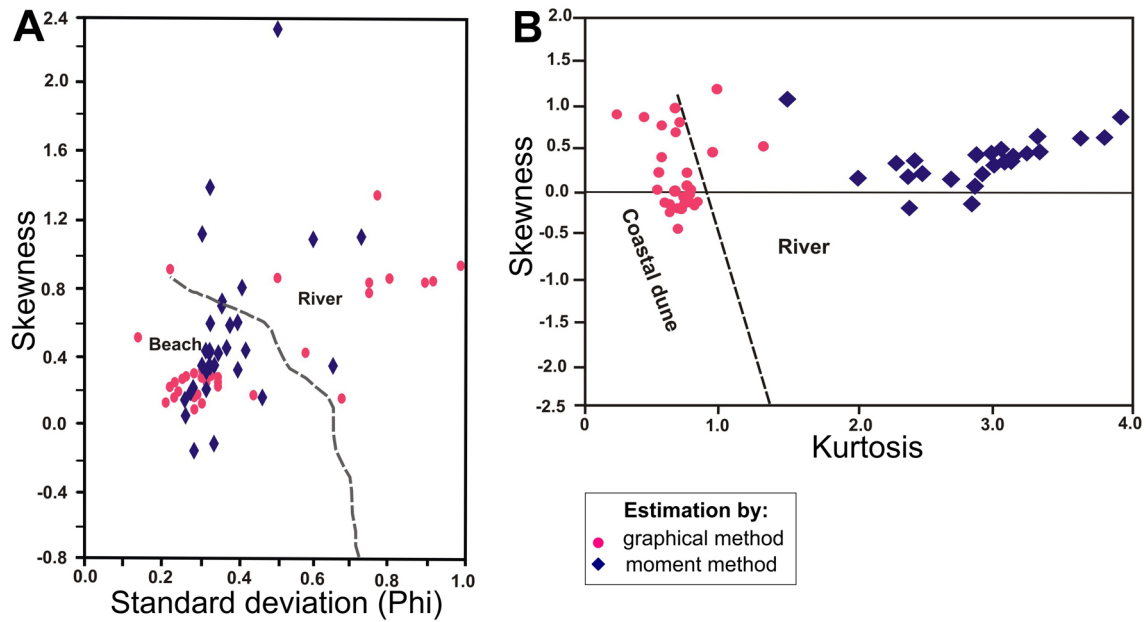 A
2.4
2.0
1.6
1.2
0.8
0.4
0.0
-0.4
-0.8
Skewness
River
Beach
0.0
0.2
0.4
0.6
0.8
1.0
Standard deviation (Phi)
B
2.0
1.5
1.0
0.5
0.0
-0.5
-1.0
-1.5
-2.0
-2.5
Skewness
Coastal dune
River
0
1.0
2.0
3.0
4.0
Kurtosis
Estimation by:
graphical method
moment method